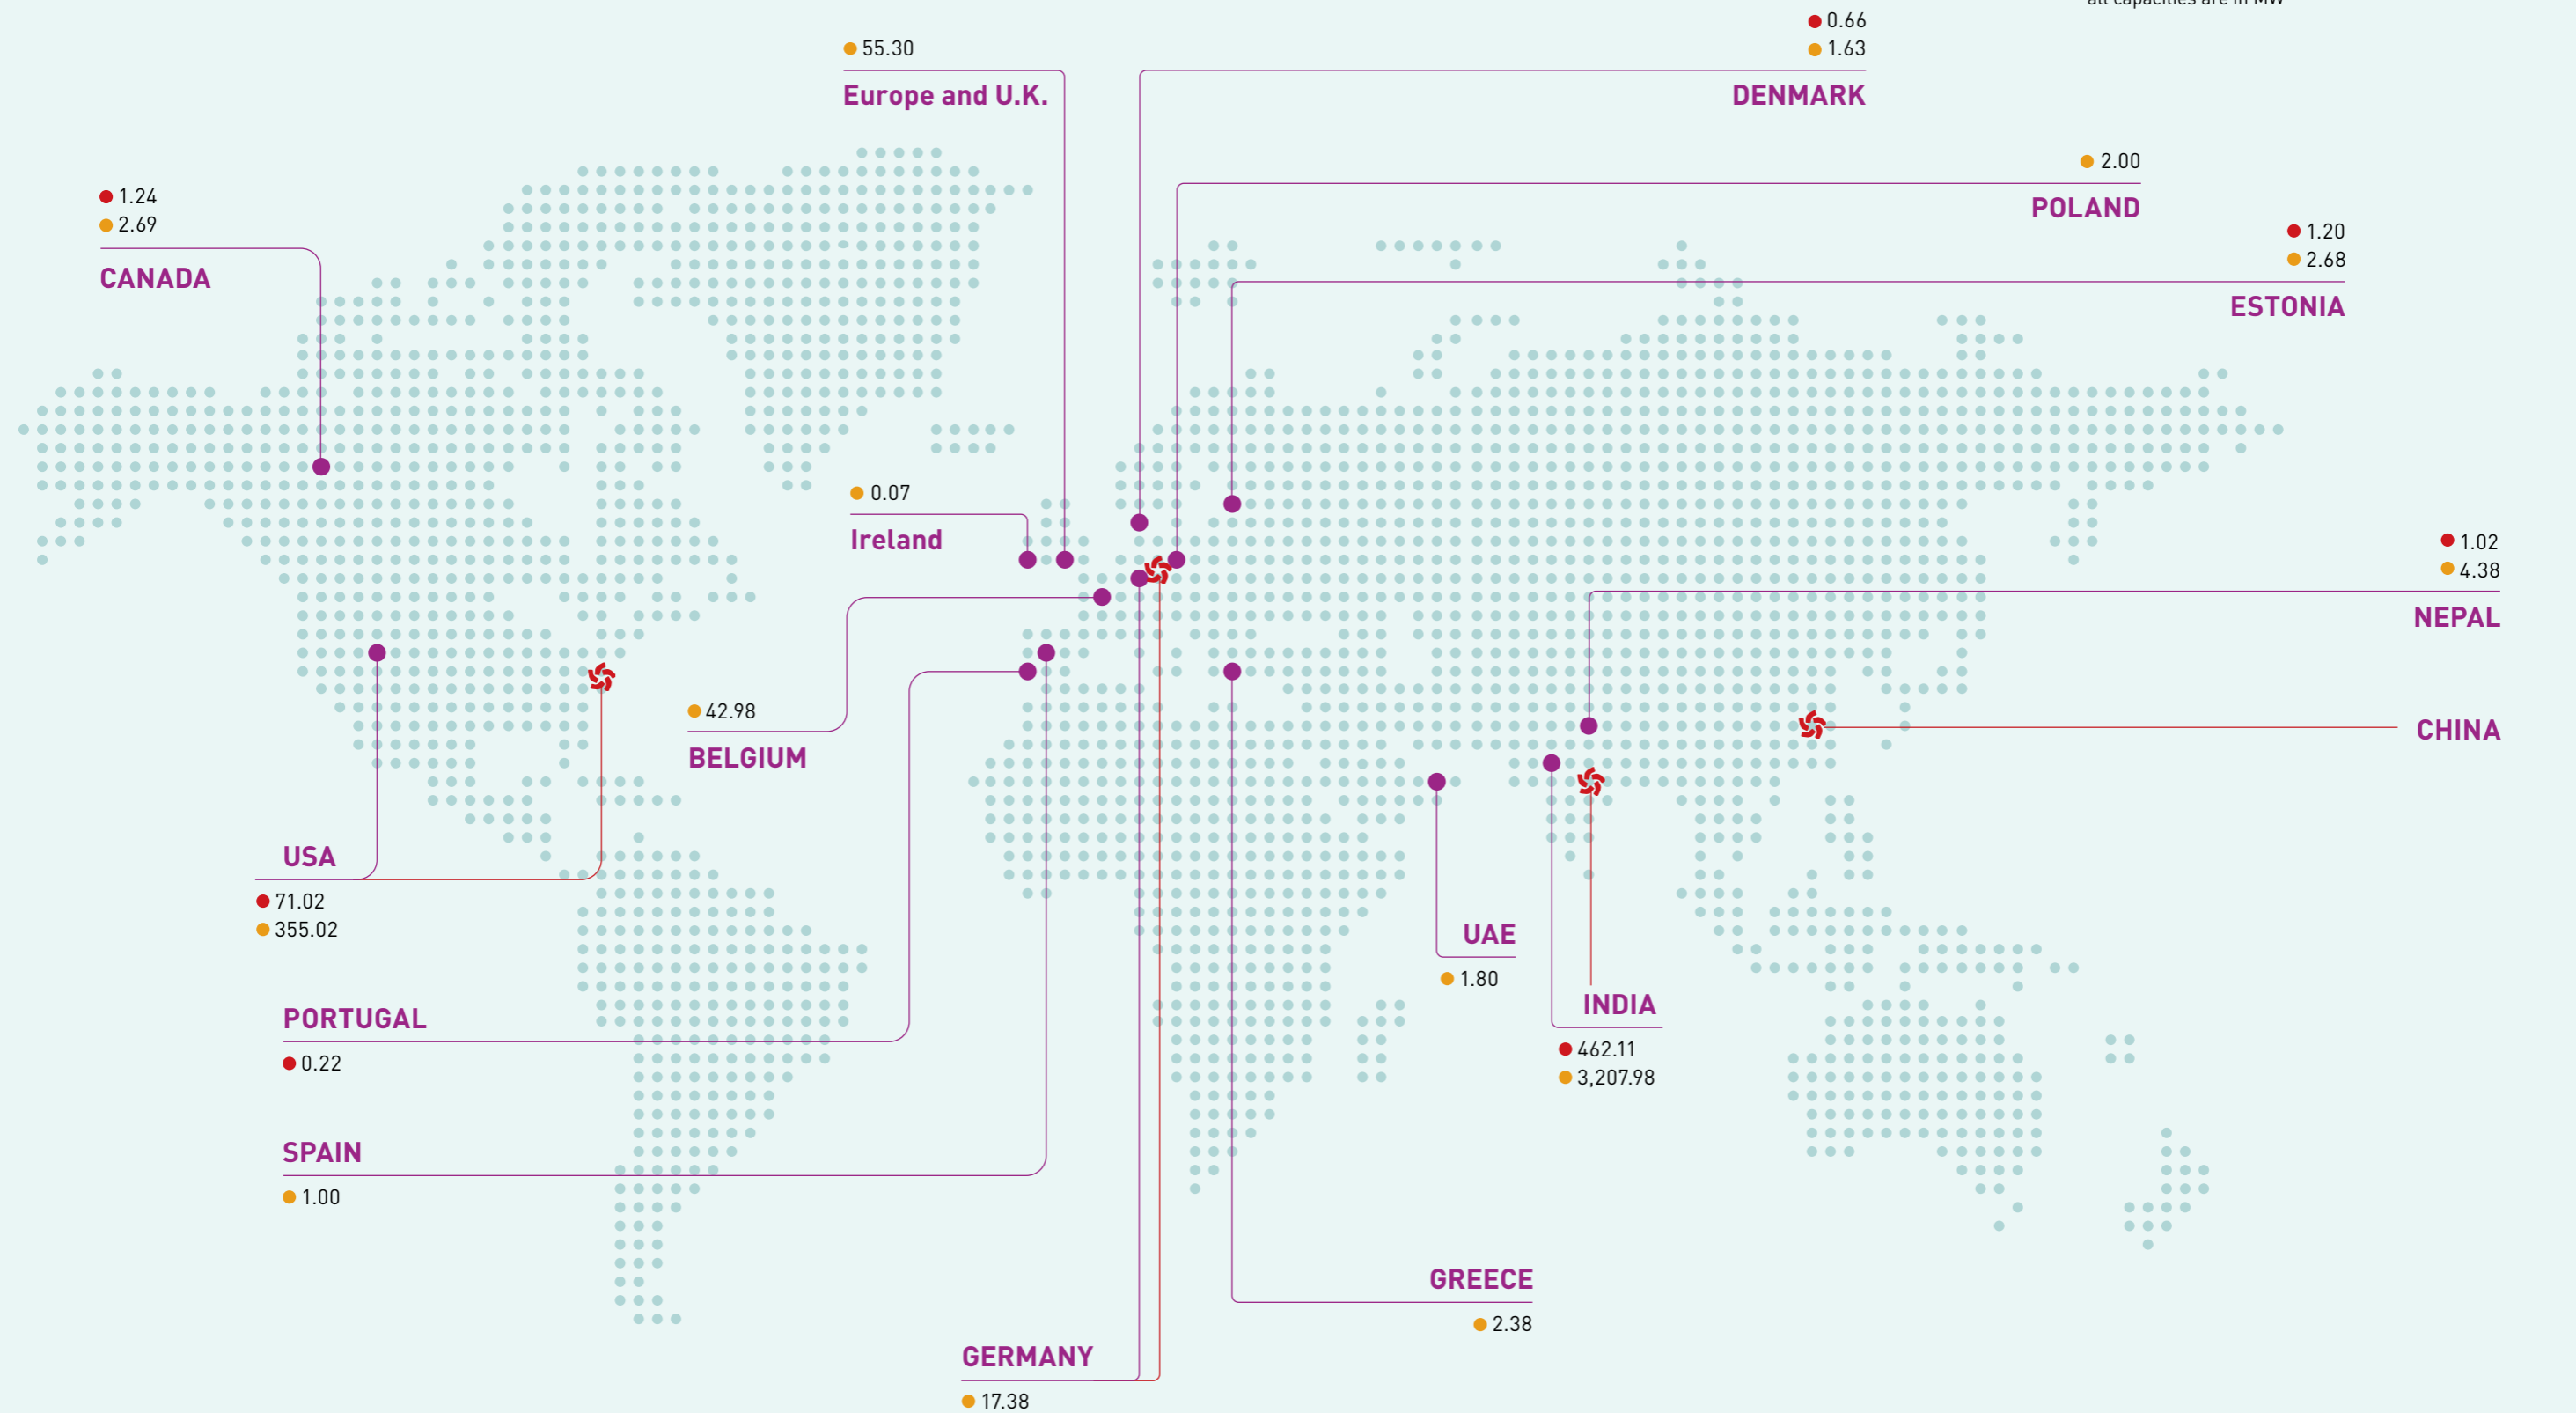 all capacities are in MW
0.66
1.63
DENMARK
55.30
Europe and U.K.
2.00
POLAND
1.24
2.69
CANADA
1.20
2.68
ESTONIA
0.07
Ireland
1.02
4.38
NEPAL
42.98
BELGIUM
CHINA
USA
71.02
355.02
UAE
1.80
INDIA
462.11
3,207.98
PORTUGAL
0.22
SPAIN
1.00
GREECE
2.38
GERMANY
17.38